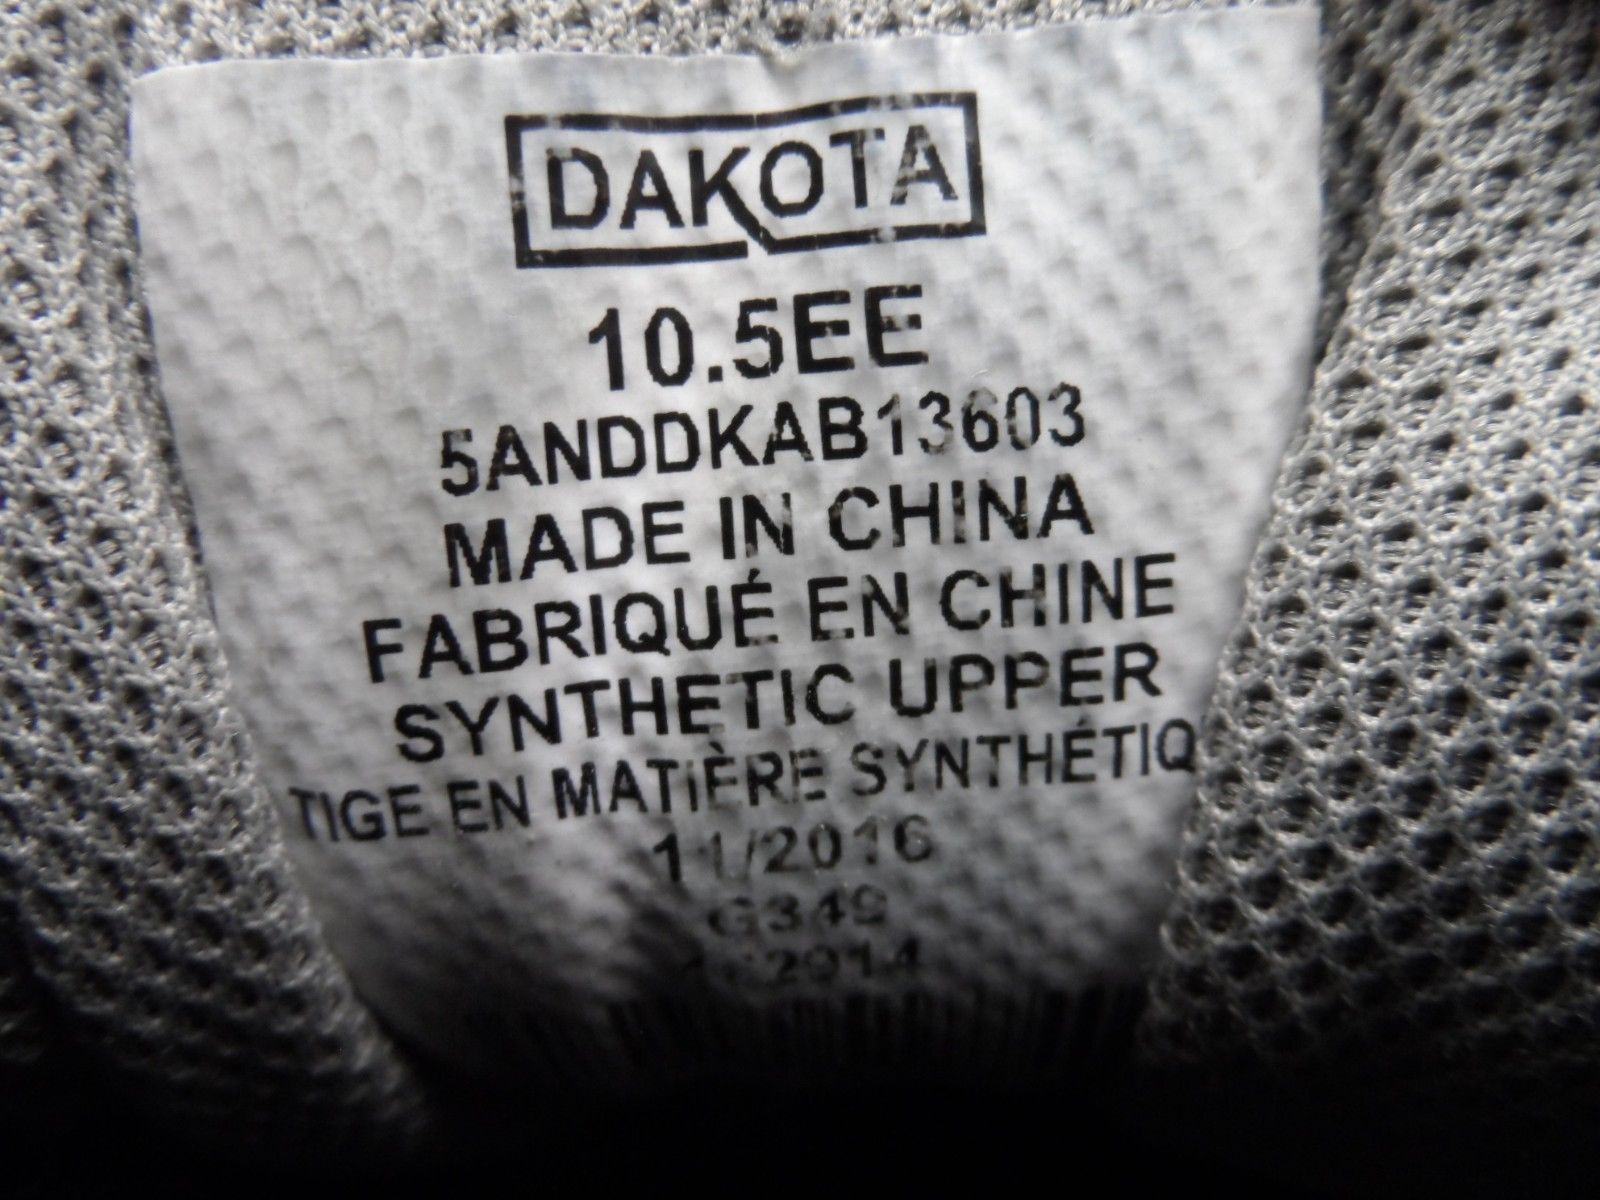 DAKOTA
10.5EE
5ANDDKAB13603
MADE IN CHINA
FABRIQUÉ EN CHINE
SYNTHETIC UPPER
TIGE EN MATIÈRE SYNTHÉTIQ
11/2016
G349